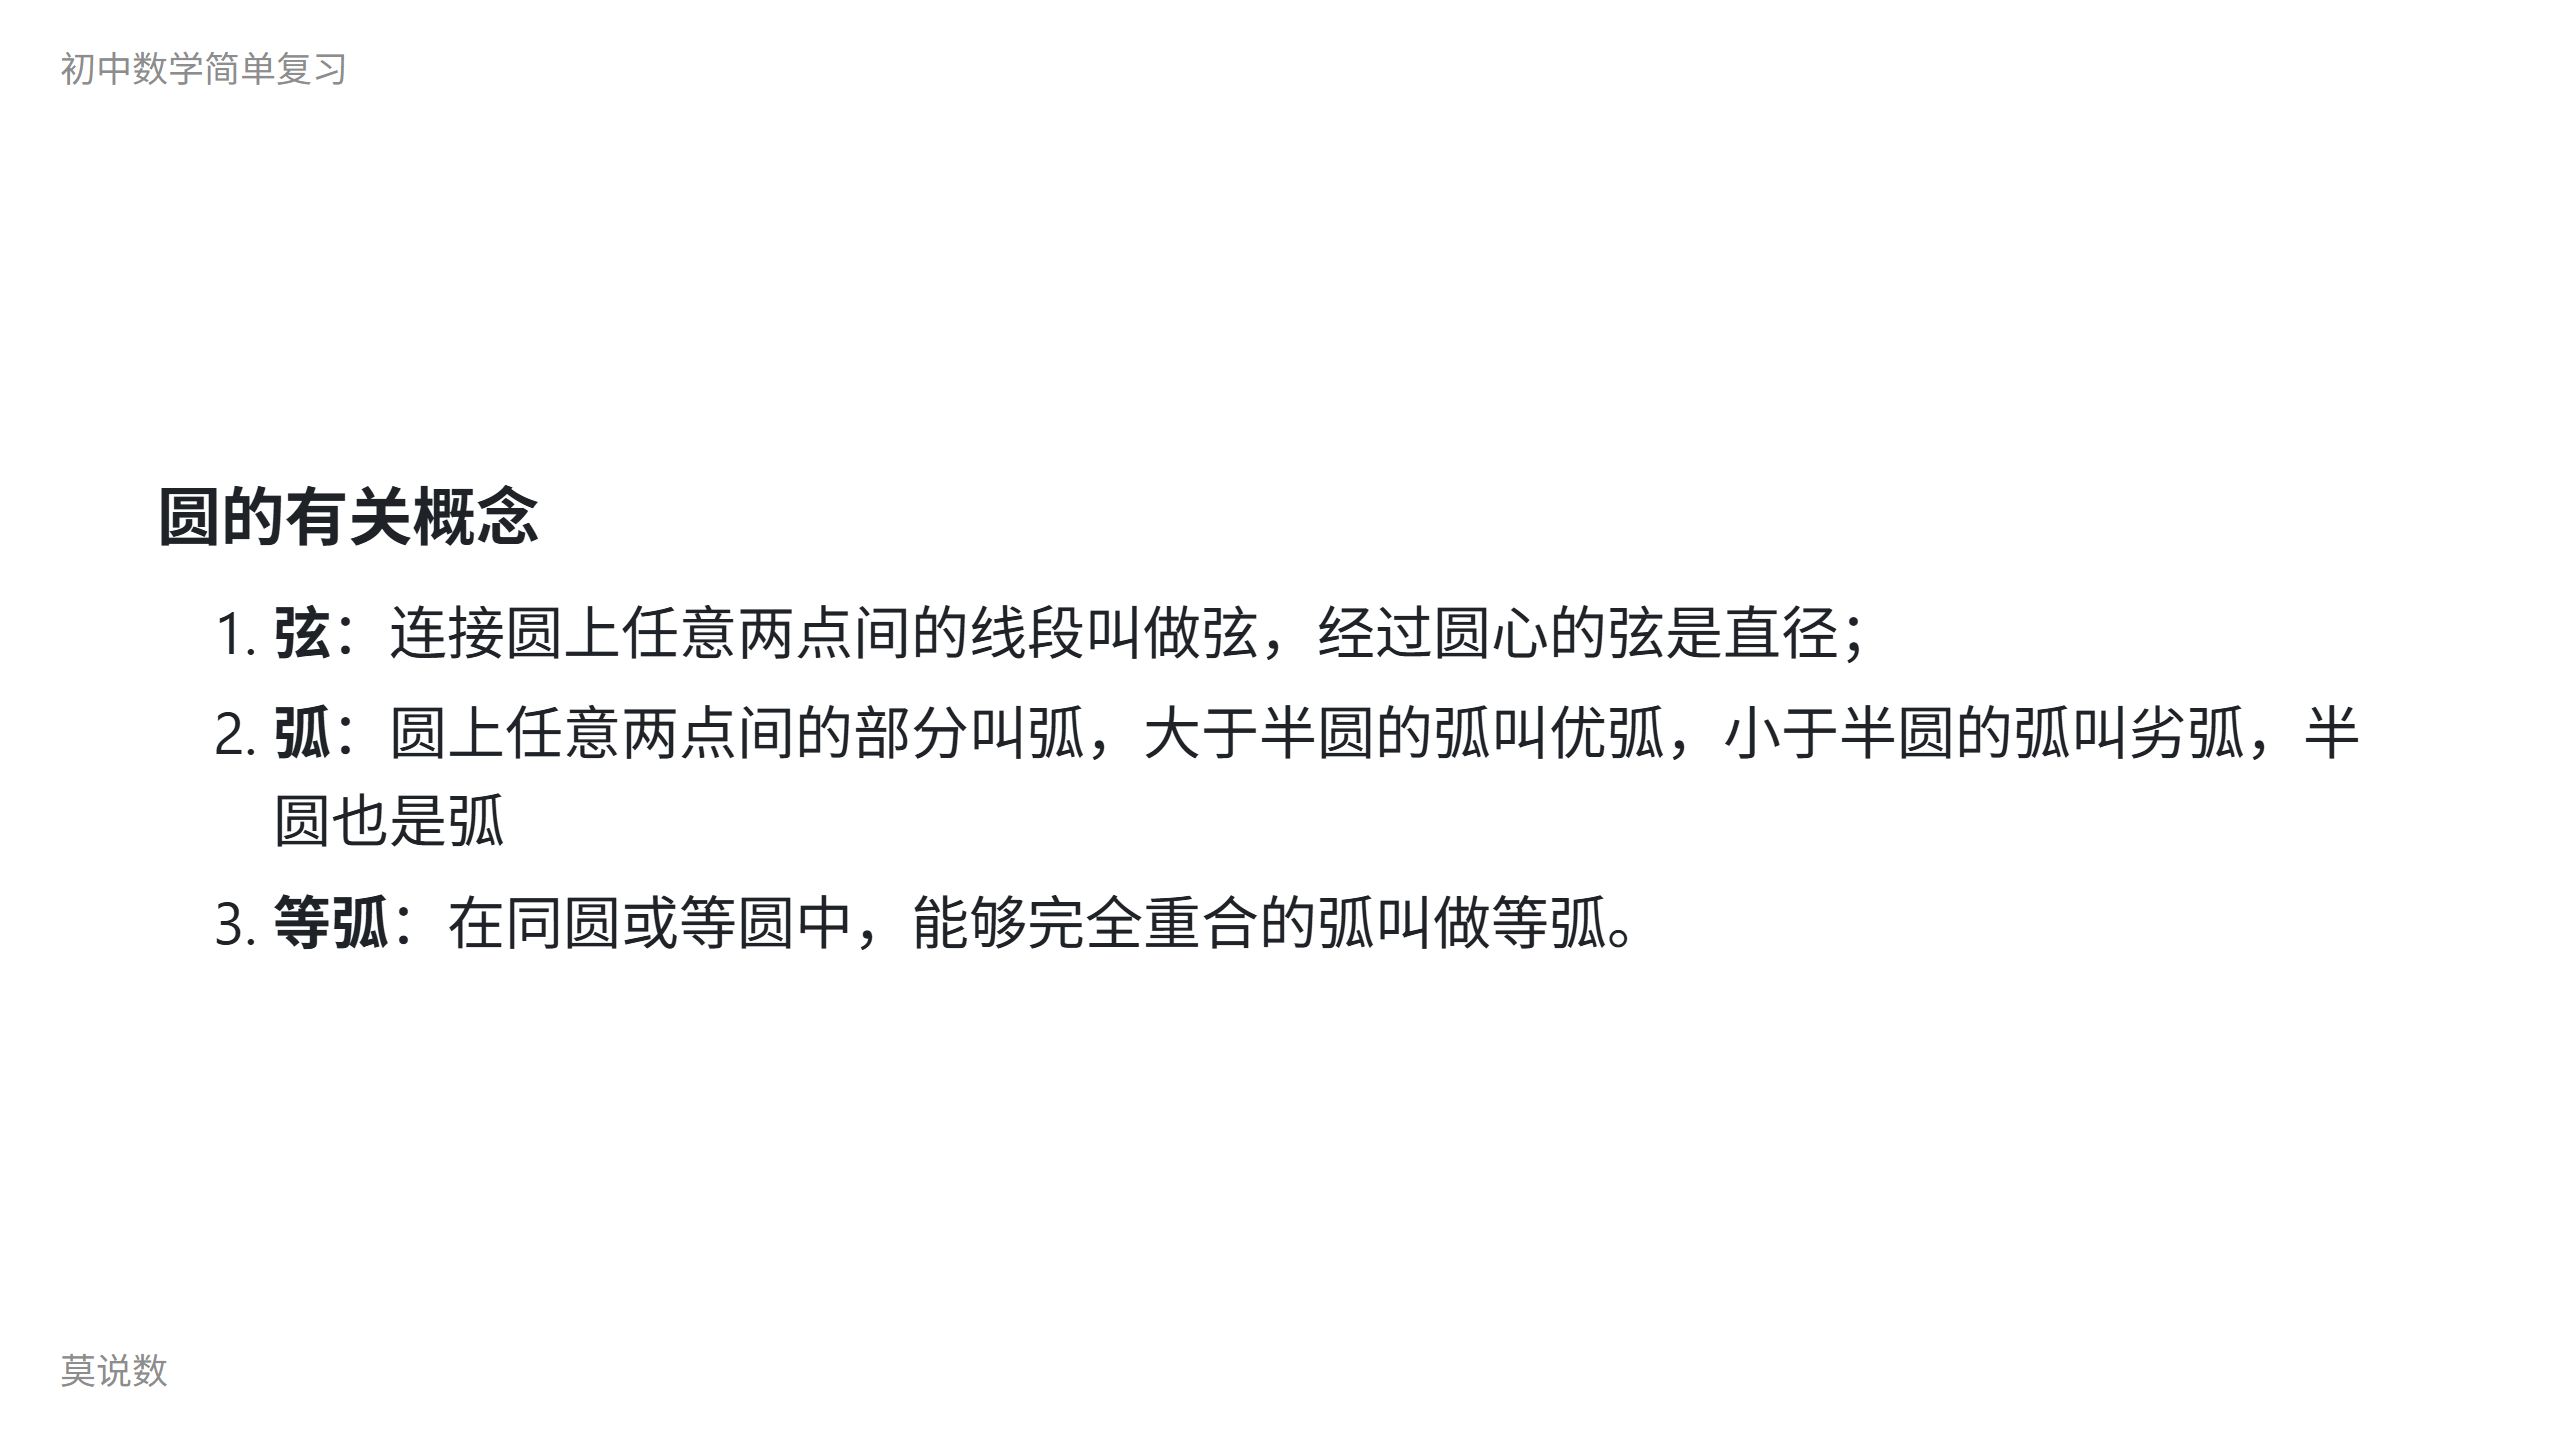 初中数学简单复习
圆的有关概念
1. 弦：连接圆上任意两点间的线段叫做弦，经过圆心的弦是直径；
2. 弧：圆上任意两点间的部分叫弧，大于半圆的弧叫优弧，小于半圆的弧叫劣弧，半
圆也是弧
3. 等弧：在同圆或等圆中，能够完全重合的弧叫做等弧。
莫说数